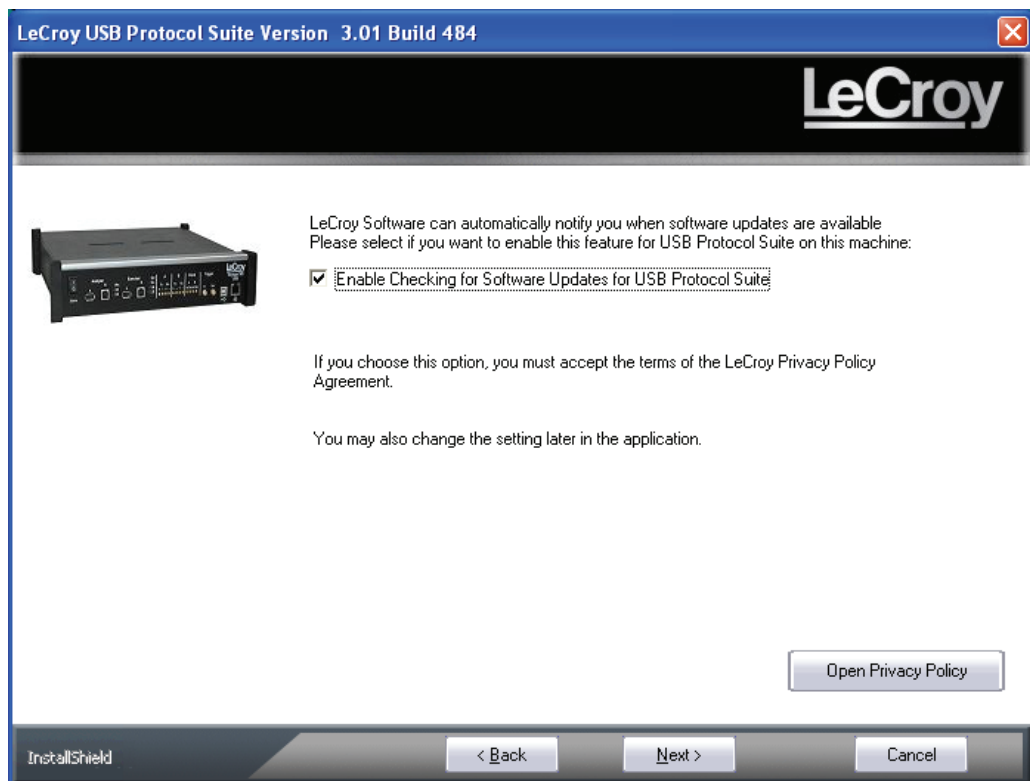 LeCroy USB Protocol Suite Version 3.01 Build 484
LeCroy
LeCroy Software can automatically notify you when software updates are available
Please select if you want to enable this feature for USB Protocol Suite on this machine:
Enable Checking for Software Updates for USB Protocol Suite
If you choose this option, you must accept the terms of the LeCroy Privacy Policy
Agreement.
You may also change the setting later in the application.
Open Privacy Policy
InstallShield
< Back
Next >
Cancel